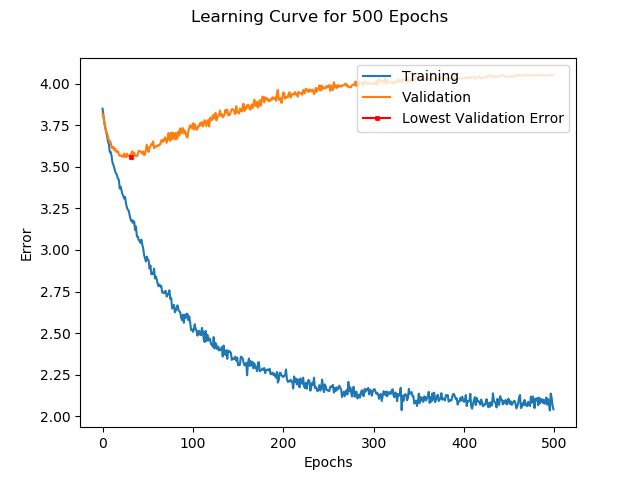 Learning Curve for 500 Epochs
Training
Validation
Lowest Validation Error
Error
4.00
3.75
3.50
3.25
3.00
2.75
2.50
2.25
2.00
0 100 200 300 400 500
Epochs